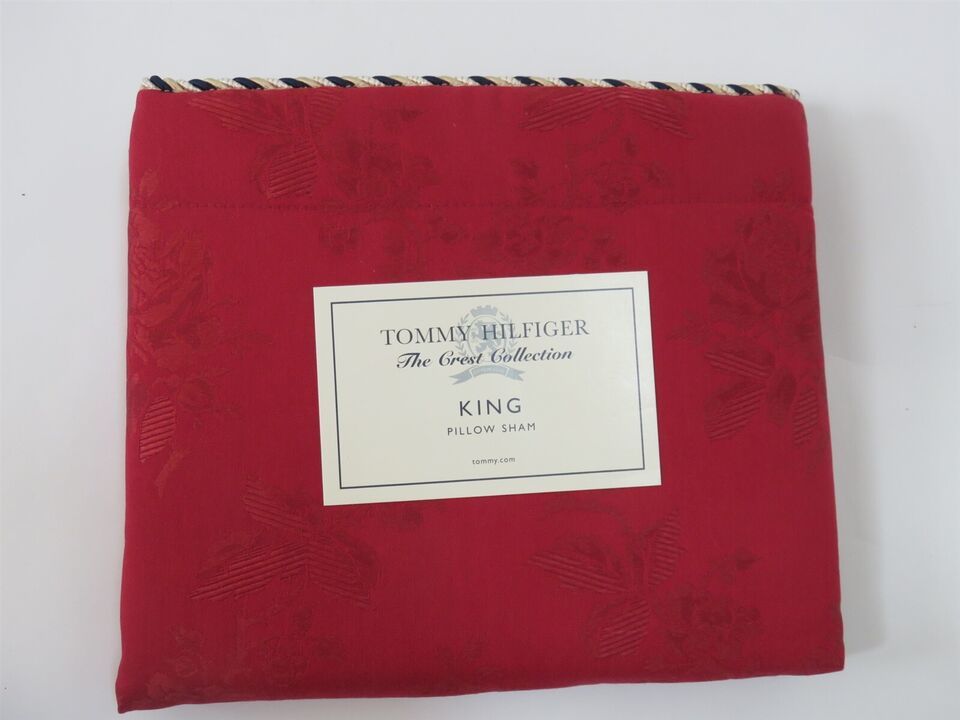 TOMMY HILFIGER
The Crest Collection
KING
PILLOW SHAM
tommy.com